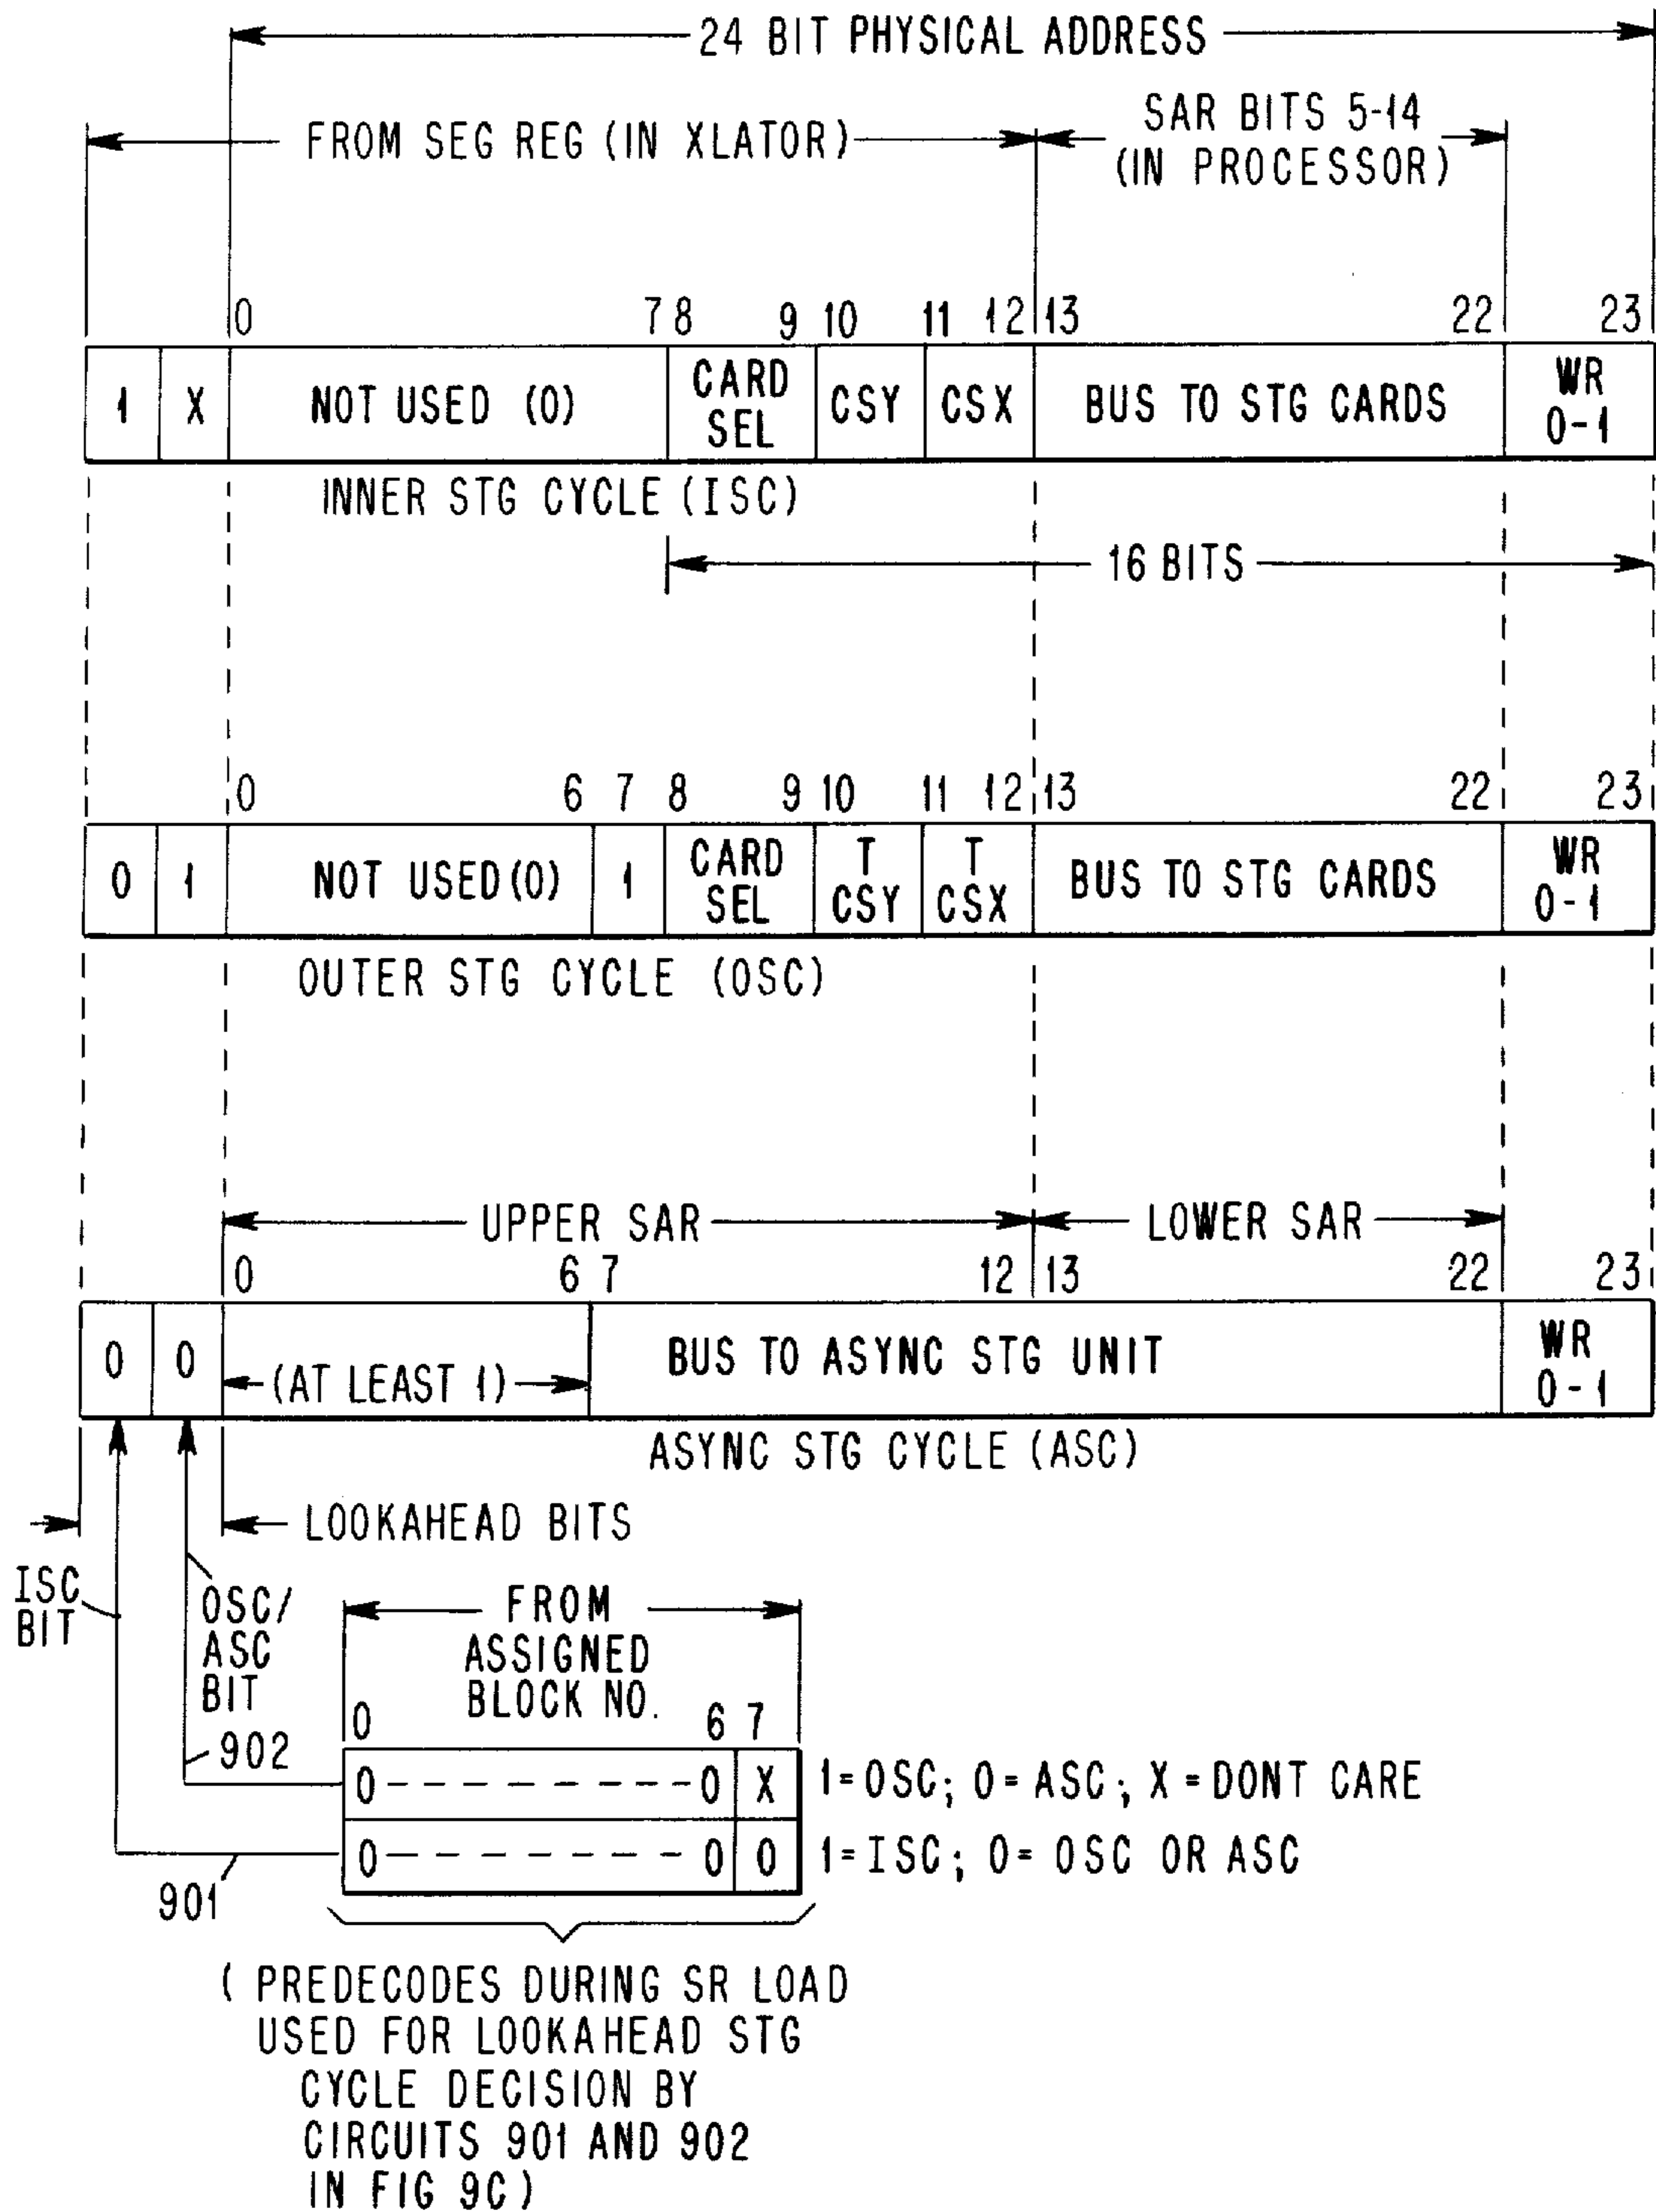 24 BIT PHYSICAL ADDRESS
FROM SEG REG (IN XLATOR)
SAR BITS 5-14
(IN PROCESSOR)
0 7 8 9 10 11 12 13 22 23
1 X NOT USED (0) CARD SEL CSY CSX BUS TO STG CARDS WR 0-1
INNER STG CYCLE (ISC)
16 BITS
0 6 7 8 9 10 11 12 13 22 23
0 1 NOT USED (0) 1 CARD SEL T CSY T CSX BUS TO STG CARDS WR 0-1
OUTER STG CYCLE (OSC)
UPPER SAR LOWER SAR
0 6 7 12 13 22 23
0 0 (AT LEAST 1) BUS TO ASYNC STG UNIT WR 0-1
ASYNC STG CYCLE (ASC)
LOOKAHEAD BITS
ISC
BIT
OSC/
ASC
BIT
902
FROM
ASSIGNED
BLOCK NO.
0 6 7
0-------0 X 1=OSC; 0=ASC; X=DONT CARE
0-------0 0 1=ISC; 0= OSC OR ASC
901
( PREDECODES DURING SR LOAD
USED FOR LOOKAHEAD STG
CYCLE DECISION BY
CIRCUITS 901 AND 902
IN FIG 9C )